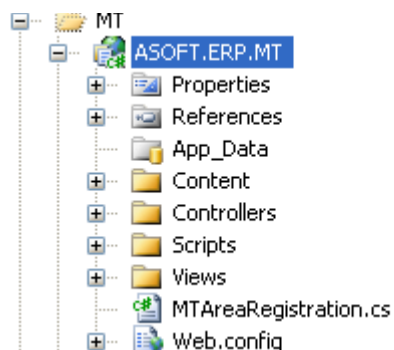 MT
ASOFT.ERP.MT
Properties
References
App_Data
Content
Controllers
Scripts
Views
MTAreaRegistration.cs
Web.config